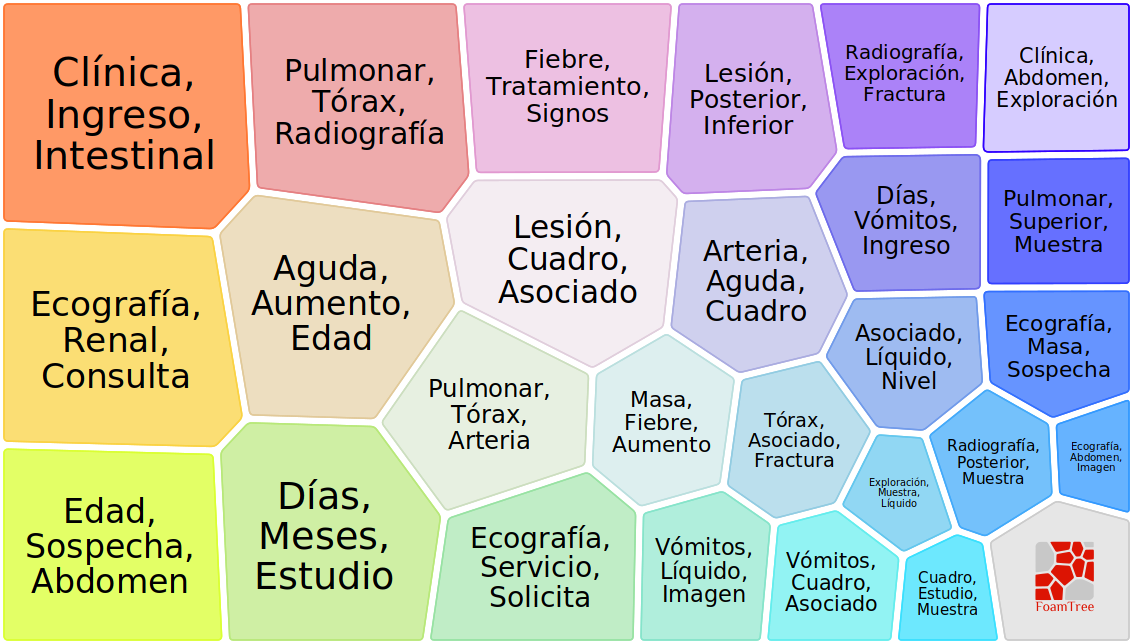 Clínica,
Ingreso,
Intestinal
Pulmonar,
Tórax,
Radiografía
Fiebre,
Tratamiento,
Signos
Lesión,
Posterior,
Inferior
Radiografía,
Exploración,
Fractura
Clínica,
Abdomen,
Exploración
Días,
Vómitos,
Ingreso
Pulmonar,
Superior,
Muestra
Ecografía,
Renal,
Consulta
Aguda,
Aumento,
Edad
Lesión,
Cuadro,
Asociado
Arteria,
Aguda,
Cuadro
Asociado,
Líquido,
Nivel
Ecografía,
Masa,
Sospecha
Pulmonar,
Tórax,
Arteria
Masa,
Fiebre,
Aumento
Tórax,
Asociado,
Fractura
Radiografía,
Posterior,
Muestra
Ecografía,
Abdomen,
Imagen
Exploración,
Muestra,
Líquido
Edad,
Sospecha,
Abdomen
Días,
Meses,
Estudio
Ecografía,
Servicio,
Solicita
Vómitos,
Líquido,
Imagen
Vómitos,
Cuadro,
Asociado
Cuadro,
Estudio,
Muestra
FoamTree